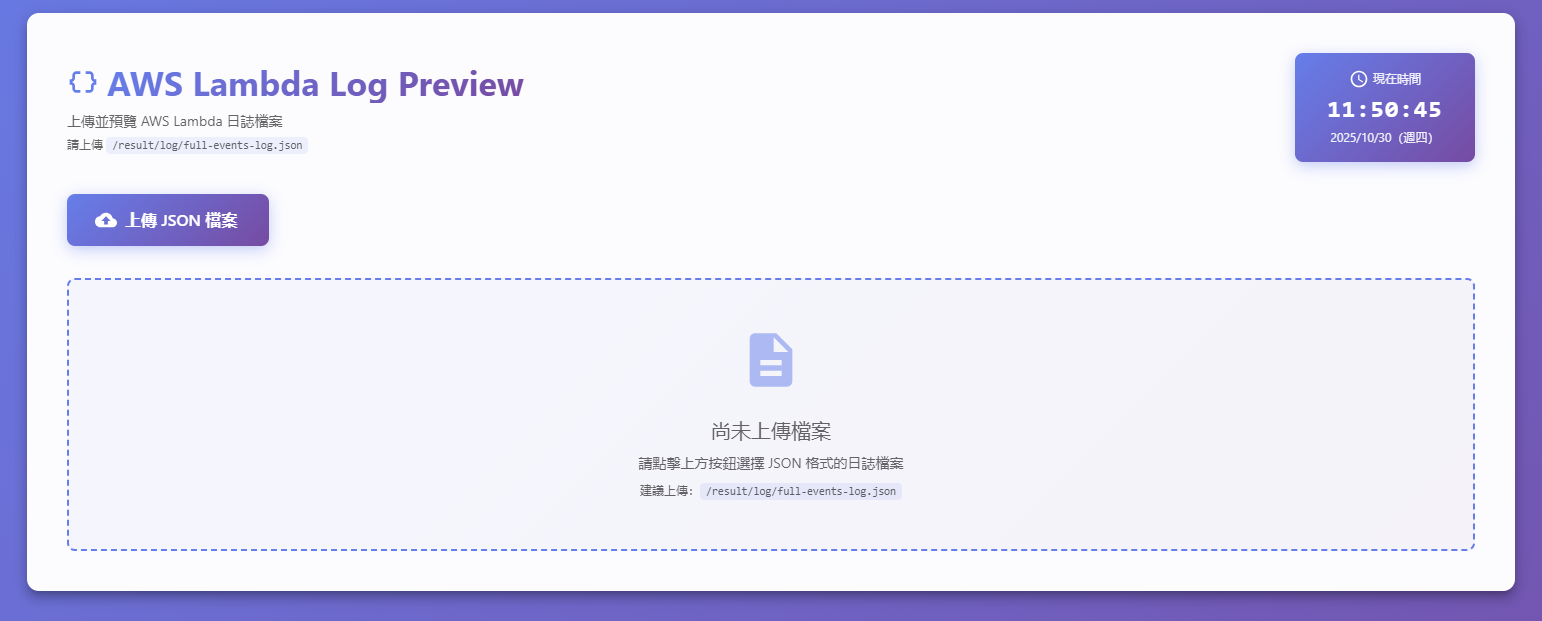 {} AWS Lambda Log Preview
上傳並預覽 AWS Lambda 日誌檔案
請上傳 /result/log/full-events-log.json
現在時間
11:50:45
2025/10/30（週四）
上傳 JSON 檔案
尚未上傳檔案
請點擊上方按鈕選擇 JSON 格式的日誌檔案
建議上傳： /result/log/full-events-log.json